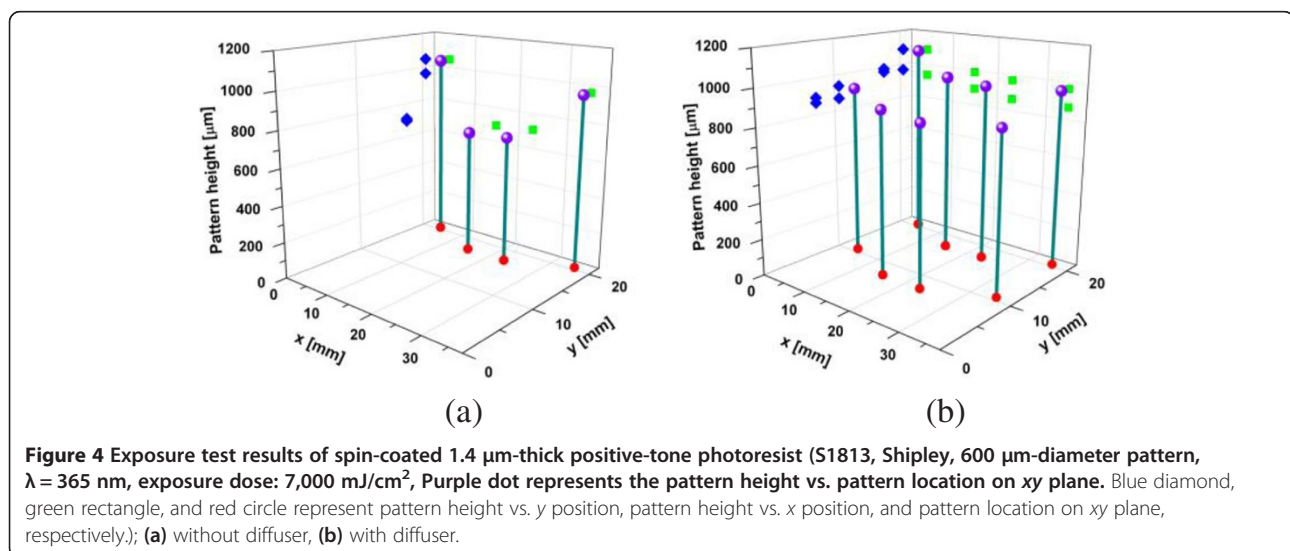 1200
1000
800
600
400
200
0
Pattern height [μm]
0
10
20
30
x [mm]
0
10
20
y [mm]
(a)
1200
1000
800
600
400
200
0
Pattern height [μm]
0
10
20
30
x [mm]
0
10
20
y [mm]
(b)
Figure 4 Exposure test results of spin-coated 1.4 μm-thick positive-tone photoresist (S1813, Shipley, 600 μm-diameter pattern,
λ = 365 nm, exposure dose: 7,000 mJ/cm², Purple dot represents the pattern height vs. pattern location on xy plane. Blue diamond,
green rectangle, and red circle represent pattern height vs. y position, pattern height vs. x position, and pattern location on xy plane,
respectively.); (a) without diffuser, (b) with diffuser.